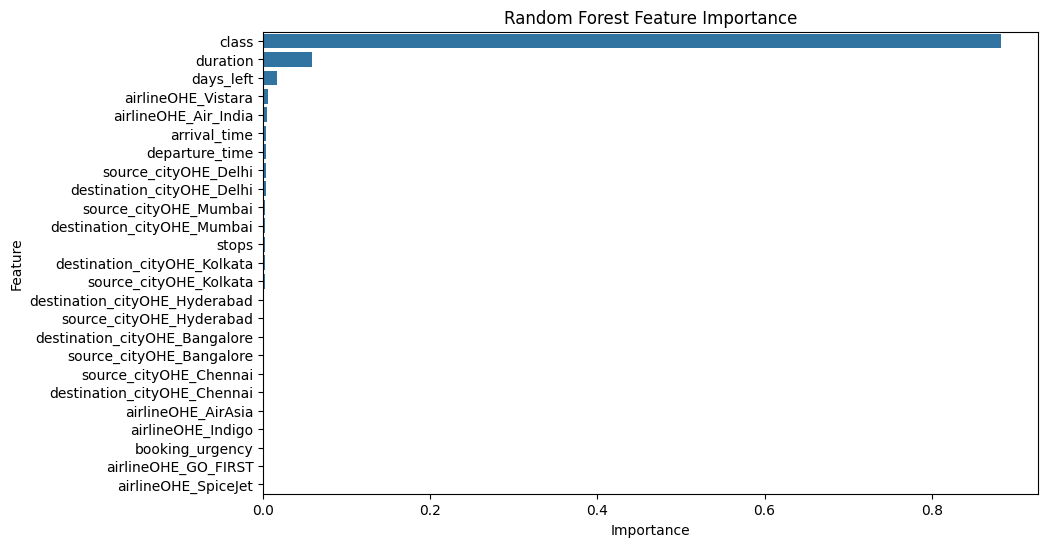 Random Forest Feature Importance
class
duration
days_left
airlineOHE_Vistara
airlineOHE_Air_India
arrival_time
departure_time
source_cityOHE_Delhi
destination_cityOHE_Delhi
source_cityOHE_Mumbai
destination_cityOHE_Mumbai
stops
destination_cityOHE_Kolkata
source_cityOHE_Kolkata
destination_cityOHE_Hyderabad
source_cityOHE_Hyderabad
destination_cityOHE_Bangalore
source_cityOHE_Bangalore
source_cityOHE_Chennai
destination_cityOHE_Chennai
airlineOHE_AirAsia
airlineOHE_Indigo
booking_urgency
airlineOHE_GO_FIRST
airlineOHE_SpiceJet
Feature
0.0 0.2 0.4 0.6 0.8
Importance